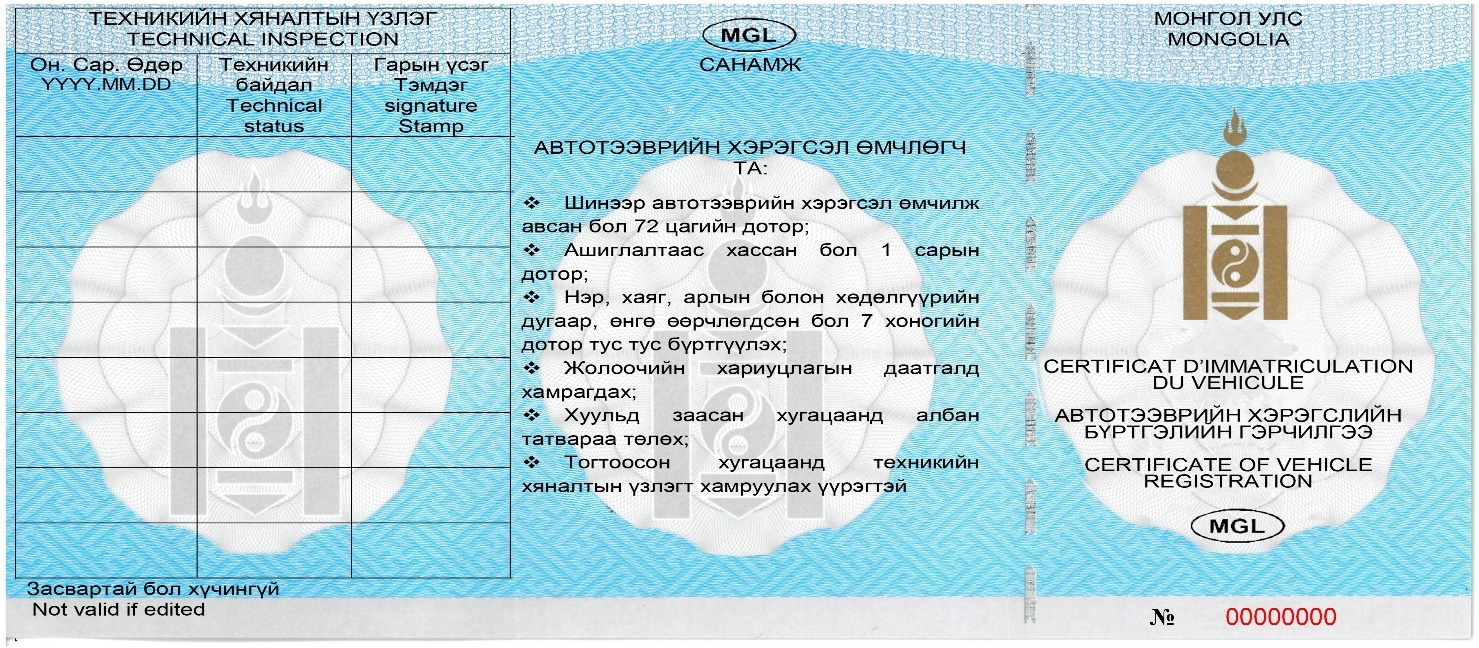 ТЕХНИКИЙН ХЯНАЛТЫН ҮЗЛЭГ
TECHNICAL INSPECTION
Он. Сар. Өдөр
YYYY.MM.DD
Техникийн
байдал
Technical
status
Гарын үсэг
Тэмдэг
signature
Stamp
Засвартай бол хүчингүй
Not valid if edited
MGL
САНАМЖ
АВТОТЭЭВРИЙН ХЭРЭГСЭЛ ӨМЧЛӨГЧ
ТА:
❖ Шинээр автотээврийн хэрэгсэл өмчилж
авсан бол 72 цагийн дотор;
❖ Ашиглалтаас хассан бол 1 сарын
дотор;
❖ Нэр, хаяг, арлын болон хөдөлгүүрийн
дугаар, өнгө өөрчлөгдсөн бол 7 хоногийн
дотор тус тус бүртгүүлэх;
❖ Жолоочийн хариуцлагын даатгалд
хамрагдах;
❖ Хуульд заасан хугацаанд албан
татвараа төлөх;
❖ Тогтоосон хугацаанд техникийн
хяналтын үзлэгт хамруулах үүрэгтэй
МОНГОЛ УЛС
MONGOLIA
CERTIFICAT D’IMMATRICULATION
DU VEHICULE
АВТОТЭЭВРИЙН ХЭРЭГСЛИЙН
БҮРТГЭЛИЙН ГЭРЧИЛГЭЭ
CERTIFICATE OF VEHICLE
REGISTRATION
MGL
№ 00000000